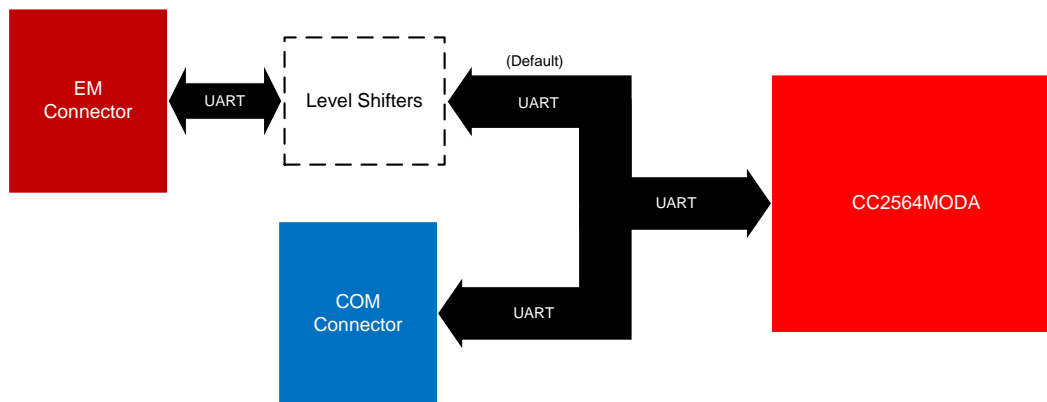 EM
Connector
UART
Level Shifters
(Default)
UART
UART
CC2564MODA
COM
Connector
UART